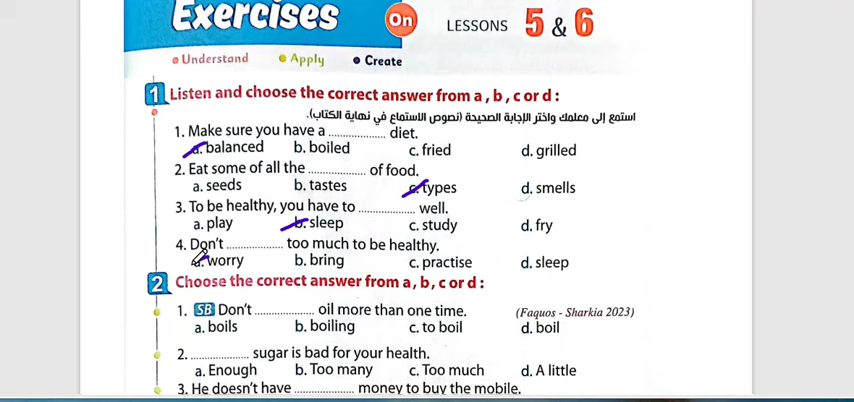 Exercises On LESSONS 5 & 6
Understand Apply Create
1 Listen and choose the correct answer from a , b , c or d :
استمع إلى معلمك واختر الإجابة الصحيحة (نصوص الاستماع في نهاية الكتاب).
1. Make sure you have a ................ diet.
a. balanced b. boiled c. fried d. grilled
2. Eat some of all the ................ of food.
a. seeds b. tastes c. types d. smells
3. To be healthy, you have to ................ well.
a. play b. sleep c. study d. fry
4. Don't ................ too much to be healthy.
a. worry b. bring c. practise d. sleep
2 Choose the correct answer from a , b , c or d :
1. SB Don't ................ oil more than one time. (Faquos - Sharkia 2023)
a. boils b. boiling c. to boil d. boil
2. ................ sugar is bad for your health.
a. Enough b. Too many c. Too much d. A little
3. He doesn't have ................ money to buy the mobile.